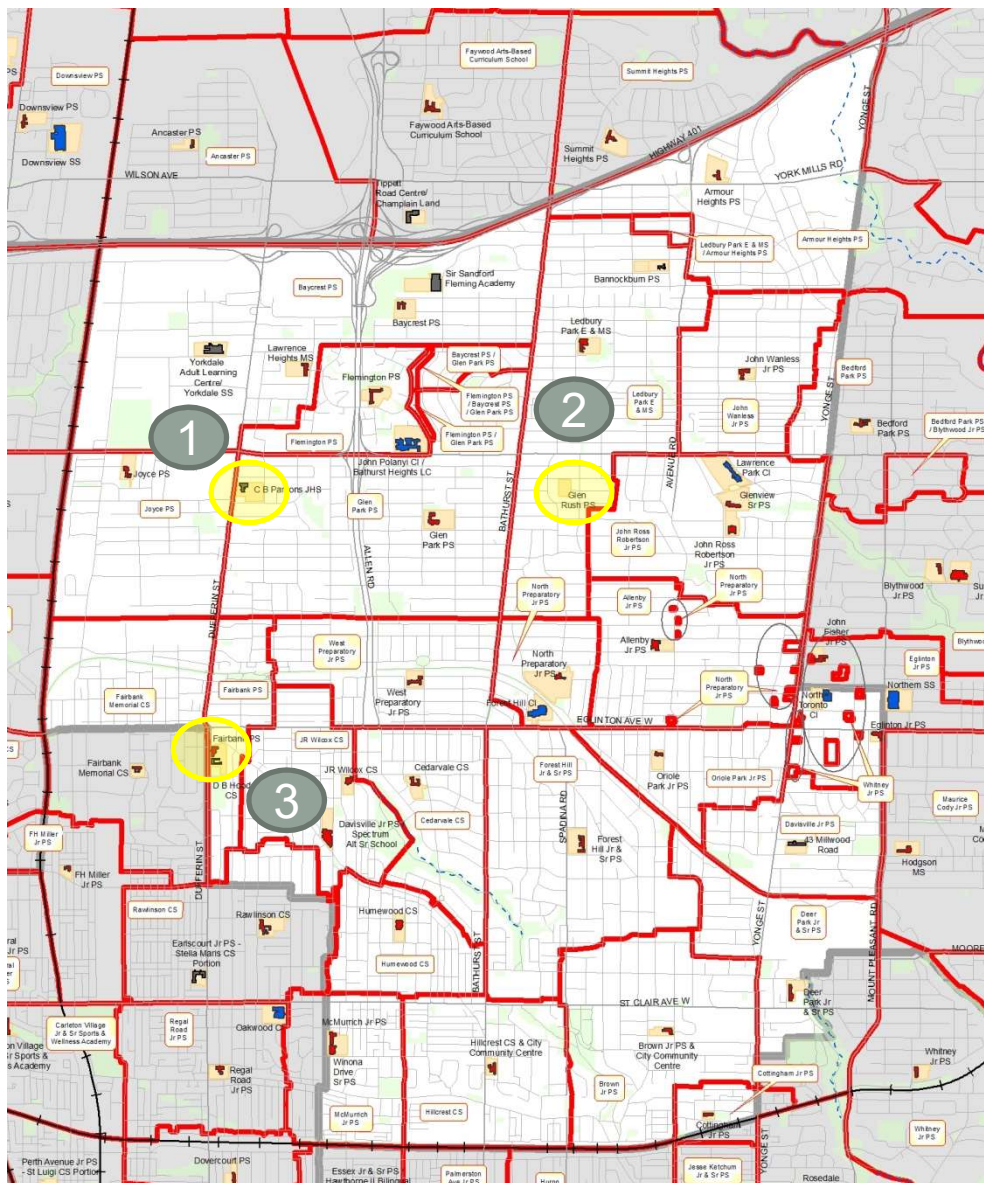 Downsview PS
Faywood Arts-Based
Curriculum School
Summit Heights PS
YONGE ST
Downsview PS
Downsview SS
Ancaster PS
Ancaster PS
WILSON AVE
Faywood Arts-Based
Curriculum School
Summit
Heights PS
HIGHWAY 401
YORK MILLS RD
Armour
Heights PS
Tippett
Road Centre/
Champlain Land
Ledbury Park E & MS
/ Armour Heights PS
Armour Heights PS
Bannockburn PS
Baycrest PS
Sir Sandford
Fleming Academy
Baycrest PS
Ledbury
Park E & MS
Yorkdale
Adult Learning
Centre/
Yorkdale SS
Lawrence
Heights MS
Flemington PS
Baycrest PS /
Glen Park PS
Flemington PS
/ Baycrest PS
/ Glen Park PS
Flemington PS /
Glen Park PS
John Wanless
Jr PS
Bedford
Park PS
YONGE ST
Ledbury
Park E
& MS
John
Wanless
Jr PS
Bedford
Park PS
Bedford Park PS
/ Blythwood Jr PS
1
2
Flemington PS
John Polanyi CI /
Bathurst Heights LC
AVENUE RD
Lawrence
Park CI
Joyce PS
Joyce PS
C B Parsons JHS
Glen
Park PS
Glen
Park PS
BATHURST ST
Glen
Rush PS
Glenview
Sr PS
John Ross
Robertson
Jr PS
John Ross
Robertson
Jr PS
ALLEN RD
DUFFERIN ST
North
Preparatory
Jr PS
Allenby
Jr PS
North
Preparatory
Jr PS
Blythwood
Jr PS
Allenby Jr PS
John
Fisher
Eglinton
Jr PS
West
Preparatory
Jr PS
West
Preparatory
Jr PS
North
Preparatory
Jr PS
North
Preparatory
Jr PS
Northern SS
North
Toronto
CI
Fairbank
Memorial CS
Fairbank PS
Forest Hill CI
EGLINTON AVE W
Eglinton Jr PS
Fairbank
Memorial CS
Fairbank PS
D B Hood
CS
3
JR Wilcox CS
JR Wilcox CS
Cedarvale CS
Forest Hill
Jr & Sr PS
Oriole
Park Jr PS
Oriole Park Jr PS
Whitney
Jr PS
Maurice
Cody Jr PS
FH Miller
Jr PS
FH Miller
Jr PS
Davisville Jr PS -
Spectrum
Alt Sr School
Cedarvale CS
SPADINA RD
Forest
Hill Jr &
Sr PS
Davisville Jr PS
43 Millwood
Road
Hodgson
MS
DUFFERIN ST
Rawlinson CS
Rawlinson CS
Humewood CS
Humewood CS
Earlscourt Jr PS -
Stella Maris CS
Portion
BATHURST ST
YONGE ST
Deer
Park Jr
& Sr PS
MOUNT PLEASANT RD
ST CLAIR AVE W
Deer
Park Jr
& Sr PS
Carleton Village
Jr & Sr Sports &
Wellness Academy
Regal
Road
Jr PS
Oakwood CI
McMurrich Jr PS
Winona
Drive
Sr PS
Hillcrest CS & City
Community Centre
Brown Jr PS &
City Community
Centre
Cottingham Jr PS
Whitney
Jr PS
Regal
Road
Jr PS
McMurrich
Jr PS
Hillcrest CS
Brown
Jr PS
Cottingham
Jr PS
Whitney
Jr PS
YONGE ST
Perth Avenue Jr PS
- St Luigi CS Portion
Dovercourt PS
Essex Jr & Sr PS
Hawthorne II Bilingual
Palmerston
Ave Jr PS
Huron
Jesse Ketchum
Jr & Sr PS
Rosedale